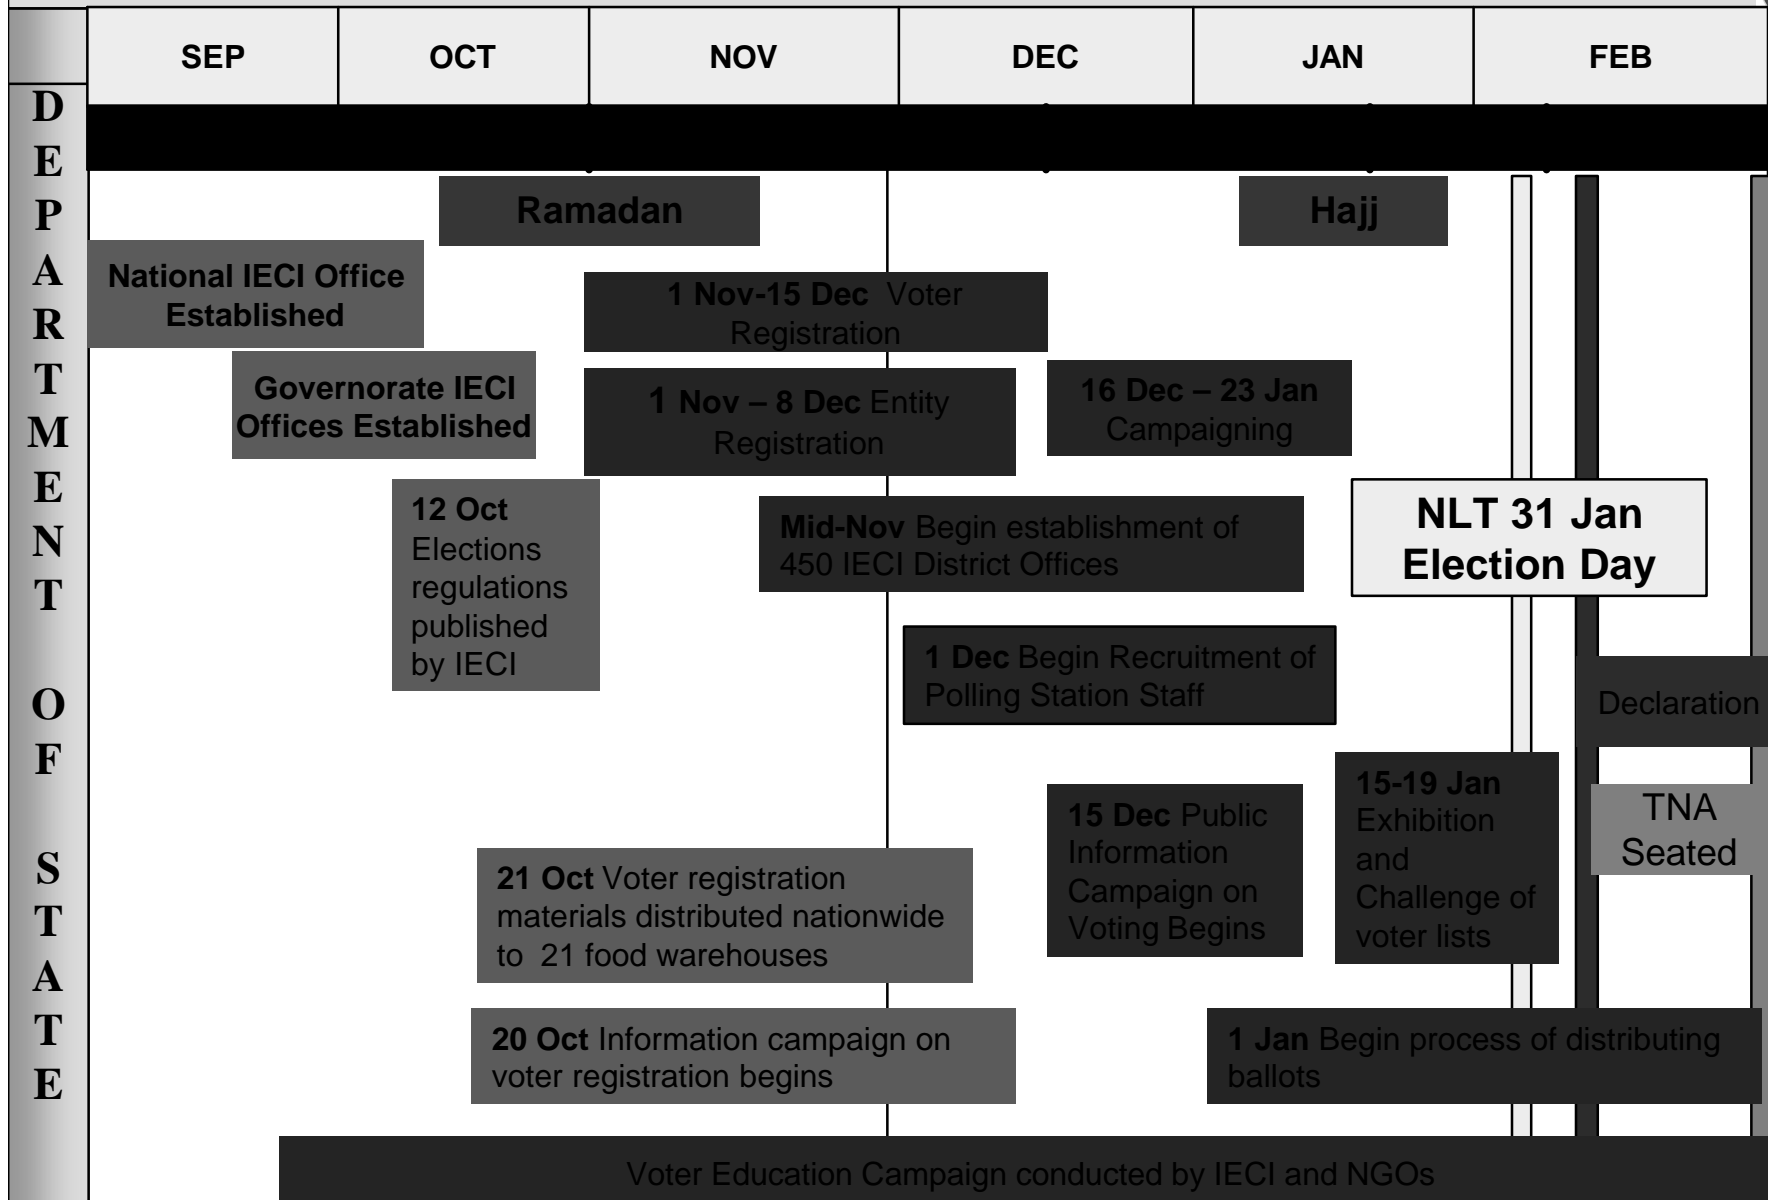 SEP OCT NOV DEC JAN FEB
DEPARTMENT OF STATE
Ramadan
Hajj
National IECI Office
Established
1 Nov-15 Dec Voter
Registration
Governorate IECI
Offices Established
1 Nov – 8 Dec Entity
Registration
16 Dec – 23 Jan
Campaigning
12 Oct
Elections
regulations
published
by IECI
Mid-Nov Begin establishment of
450 IECI District Offices
NLT 31 Jan
Election Day
1 Dec Begin Recruitment of
Polling Station Staff
Declaration
15 Dec Public
Information
Campaign on
Voting Begins
15-19 Jan
Exhibition
and
Challenge of
voter lists
TNA
Seated
21 Oct Voter registration
materials distributed nationwide
to 21 food warehouses
20 Oct Information campaign on
voter registration begins
1 Jan Begin process of distributing
ballots
Voter Education Campaign conducted by IECI and NGOs